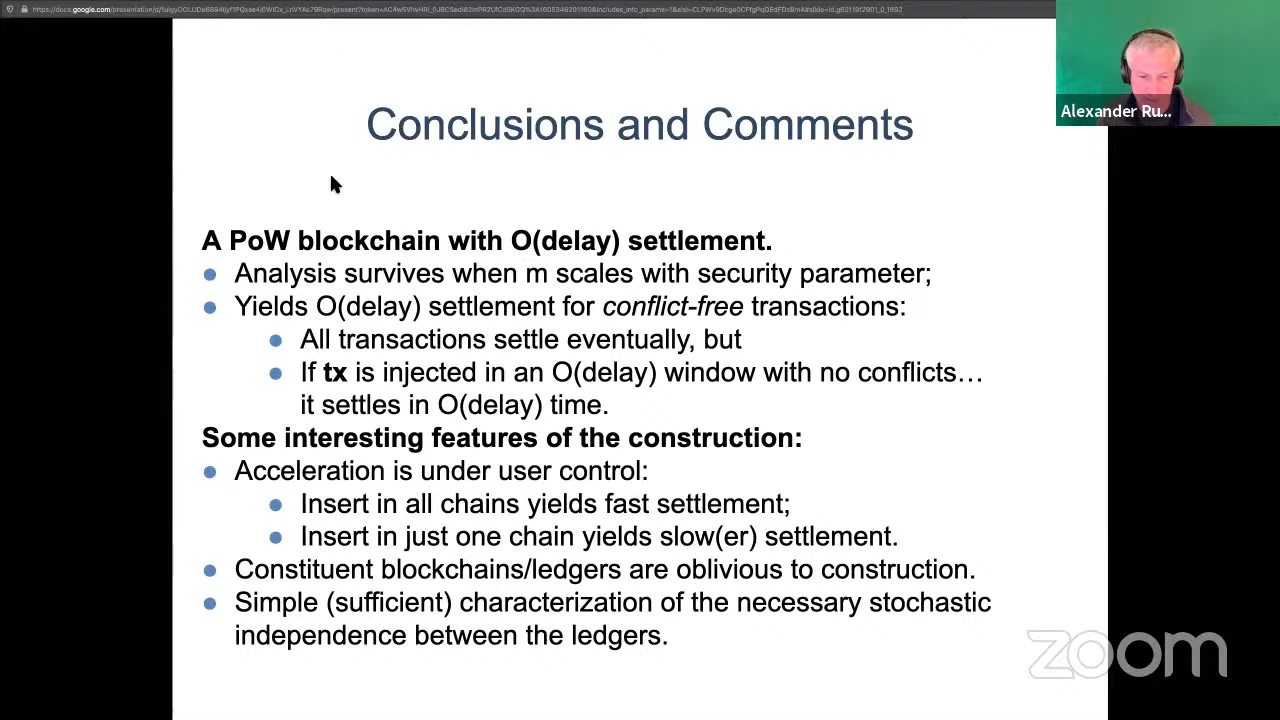 Conclusions and Comments
Alexander Ru...
A PoW blockchain with O(delay) settlement.
Analysis survives when m scales with security parameter;
Yields O(delay) settlement for conflict-free transactions:
All transactions settle eventually, but
If tx is injected in an O(delay) window with no conflicts…
it settles in O(delay) time.
Some interesting features of the construction:
Acceleration is under user control:
Insert in all chains yields fast settlement;
Insert in just one chain yields slow(er) settlement.
Constituent blockchains/ledgers are oblivious to construction.
Simple (sufficient) characterization of the necessary stochastic
independence between the ledgers.
zoom